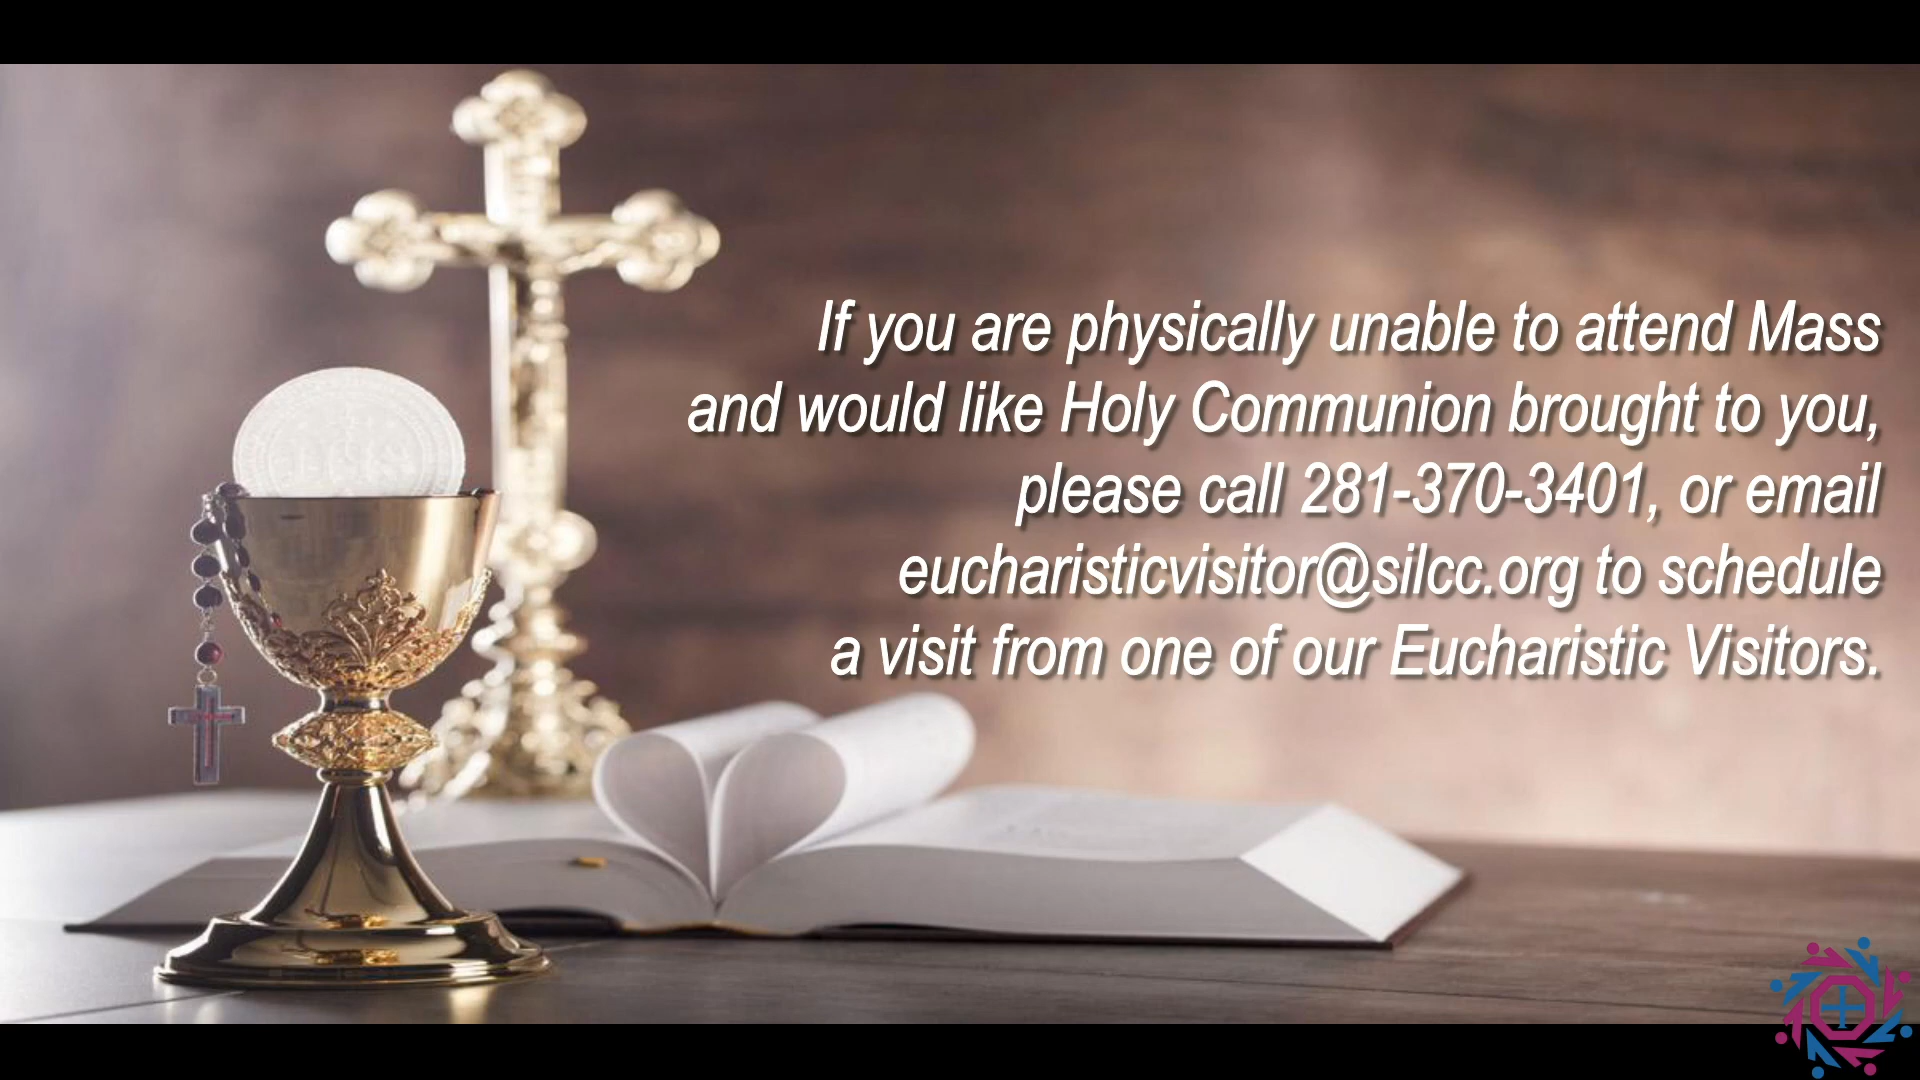 If you are physically unable to attend Mass
and would like Holy Communion brought to you,
please call 281-370-3401, or email
eucharisticvisitor@silcc.org to schedule
a visit from one of our Eucharistic Visitors.